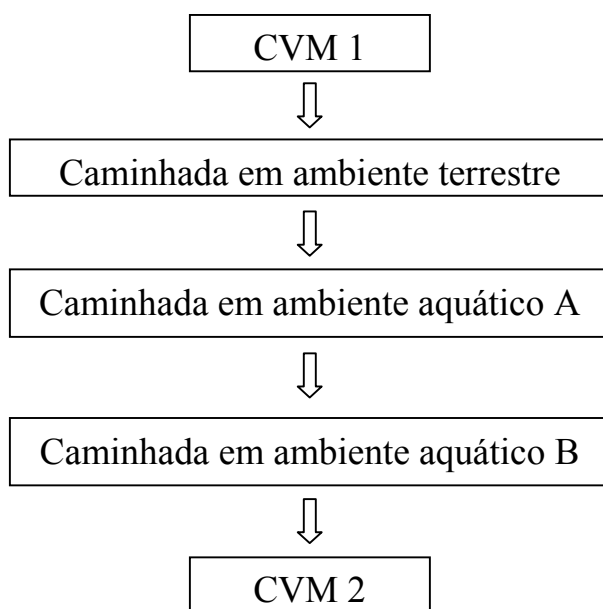 CVM 1
Caminhada em ambiente terrestre
Caminhada em ambiente aquático A
Caminhada em ambiente aquático B
CVM 2